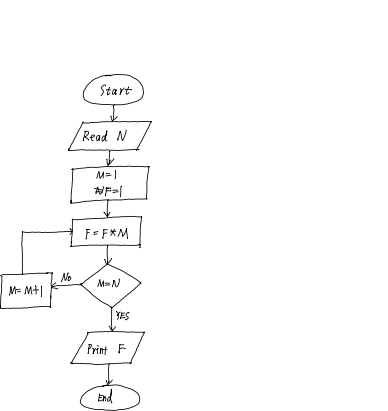 Start
Read N
M=1
F=1
F=F*M
No
M=N
M=M+1
YES
Print F
End